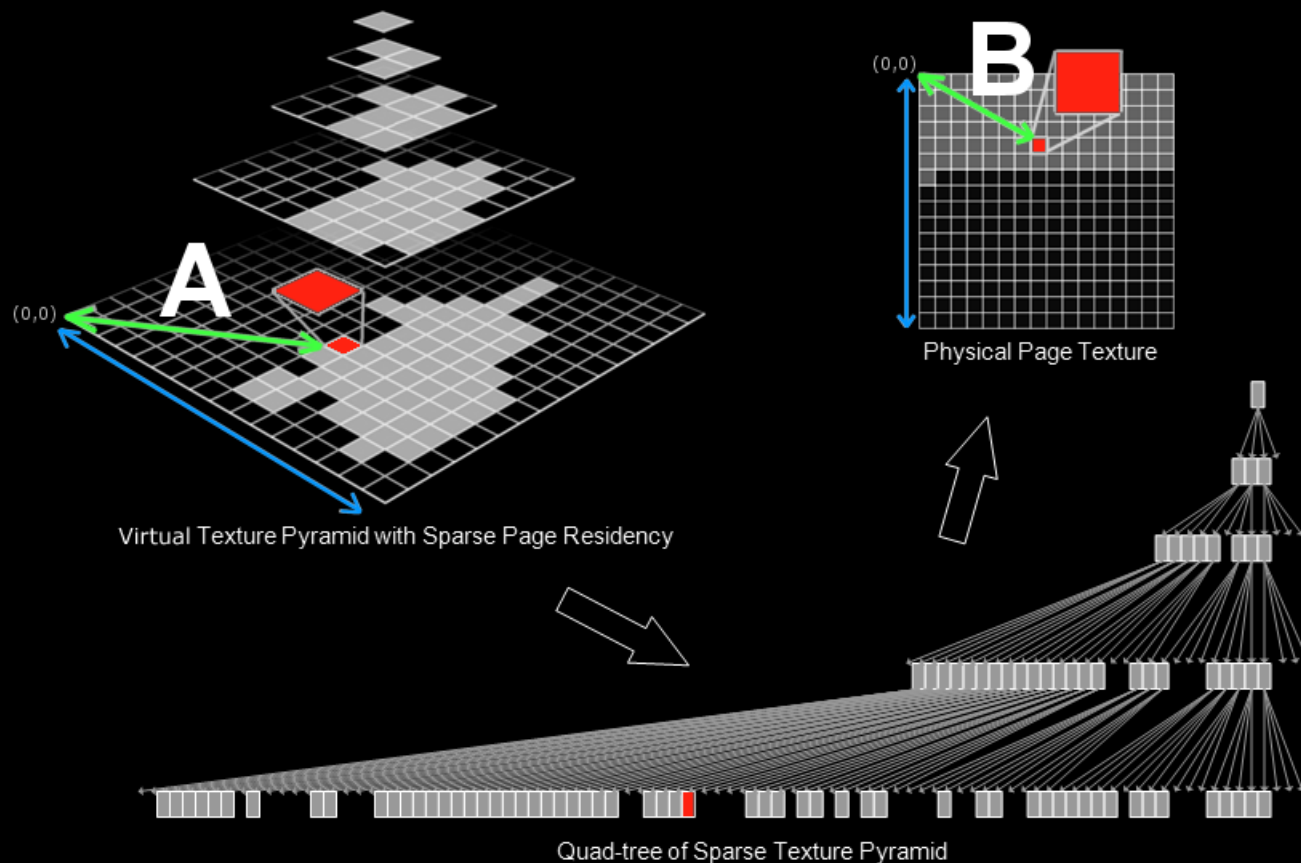 A
(0,0)
Virtual Texture Pyramid with Sparse Page Residency
B
(0,0)
Physical Page Texture
Quad-tree of Sparse Texture Pyramid